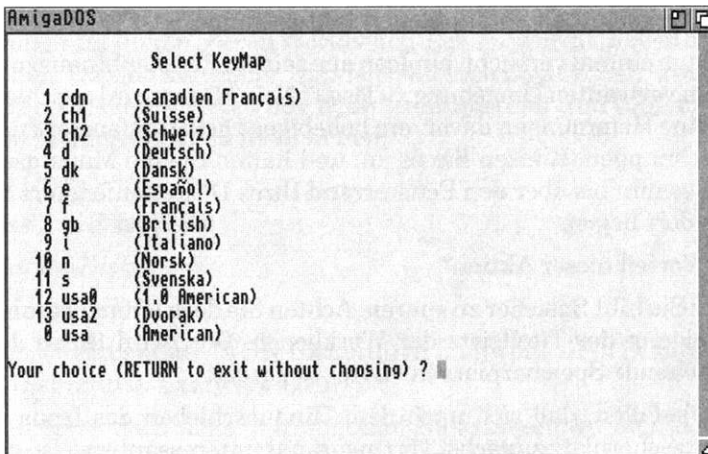 AmigaDOS
Select KeyMap
1 cdn (Canadien Français)
2 ch1 (Suisse)
3 ch2 (Schweiz)
4 d (Deutsch)
5 dk (Dansk)
6 e (Español)
7 f (Français)
8 gb (British)
9 i (Italiano)
10 n (Norsk)
11 s (Svenska)
12 usa0 (1.0 American)
13 usa2 (Dvorak)
0 usa (American)
Your choice (RETURN to exit without choosing) ?